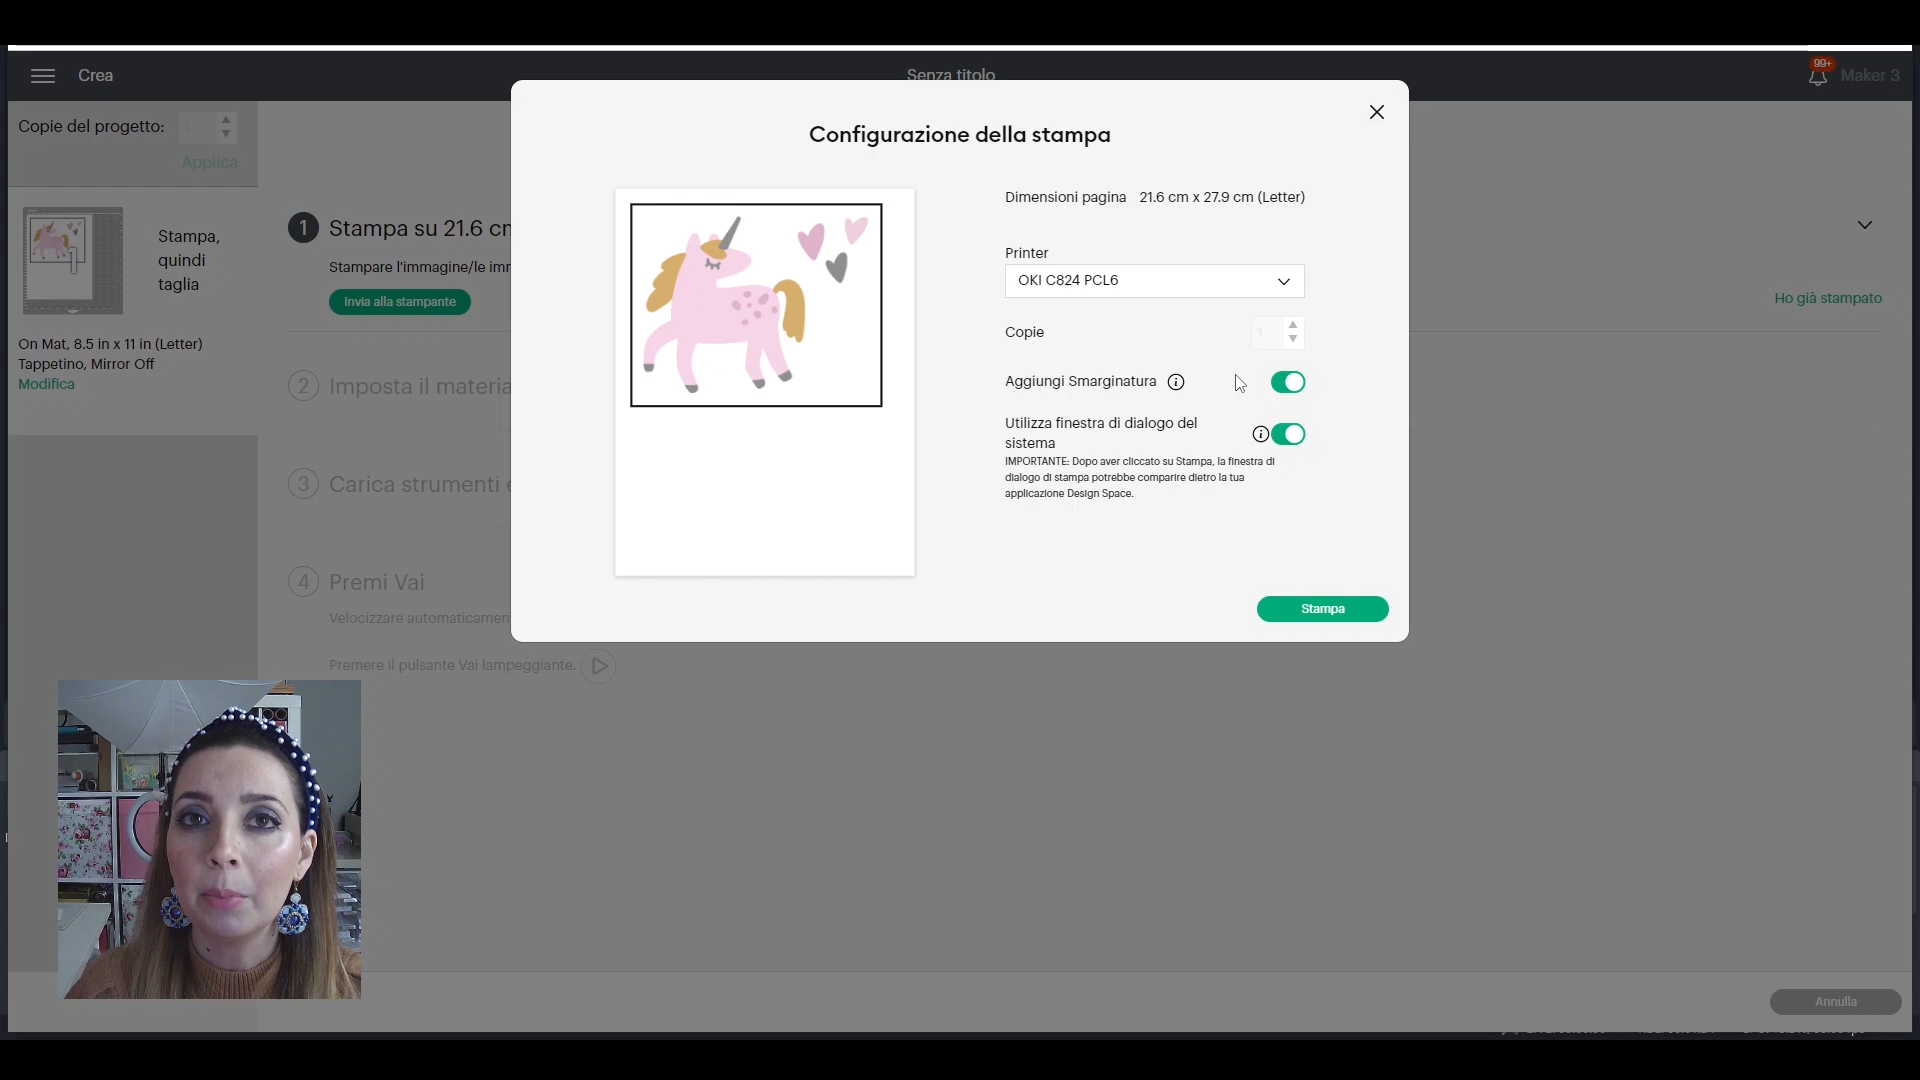 Crea
Senza titolo
99+
Maker 3
Copie del progetto:
1
Applica
Stampa,
quindi
taglia
On Mat, 8.5 in x 11 in (Letter)
Tappetino, Mirror Off
Modifica
1
Stampa su 21.6 cm
Stampare l'immagine/le imm
Invia alla stampante
Ho già stampato
2
Imposta il materia
3
Carica strumenti e
4
Premi Vai
Velocizzare automaticamen
Premere il pulsante Vai lampeggiante.
Configurazione della stampa
Dimensioni pagina 21.6 cm x 27.9 cm (Letter)
Printer
OKI C824 PCL6
Copie
1
Aggiungi Smarginatura
Utilizza finestra di dialogo del
sistema
IMPORTANTE: Dopo aver cliccato su Stampa, la finestra di
dialogo di stampa potrebbe comparire dietro la tua
applicazione Design Space.
Stampa
Annulla